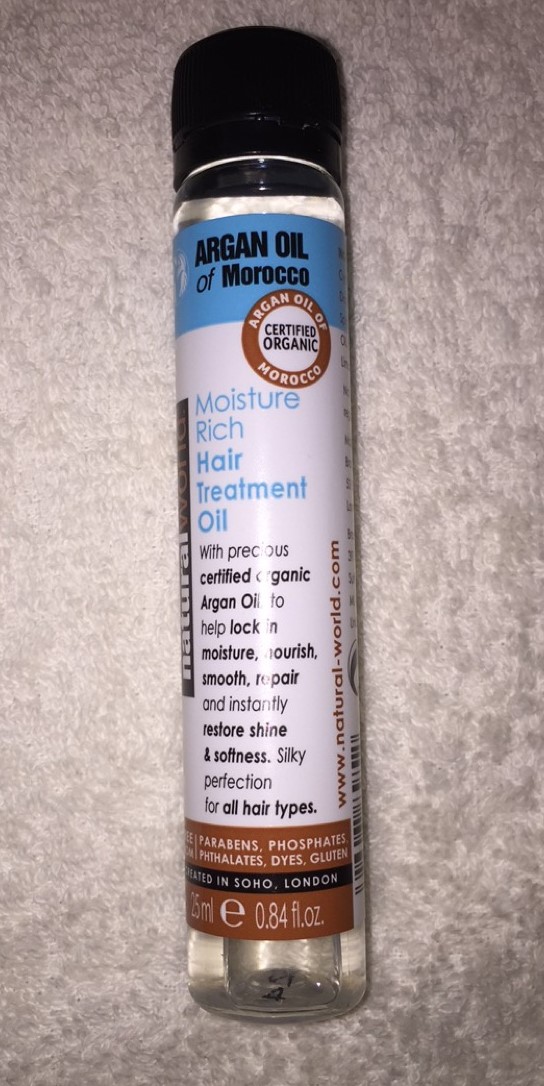 ARGAN OIL
of Morocco
ARGAN OIL OF
CERTIFIED
ORGANIC
MOROCCO
Moisture
Rich
Hair
Treatment
Oil
naturalworld
With precious
certified organic
Argan Oil to
help lock in
moisture, nourish,
smooth, repair
and instantly
restore shine
& softness. Silky
perfection
for all hair types.
www.natural-world.com
PARABENS, PHOSPHATES,
PHTHALATES, DYES, GLUTEN
CREATED IN SOHO, LONDON
25ml e 0.84 fl.oz.